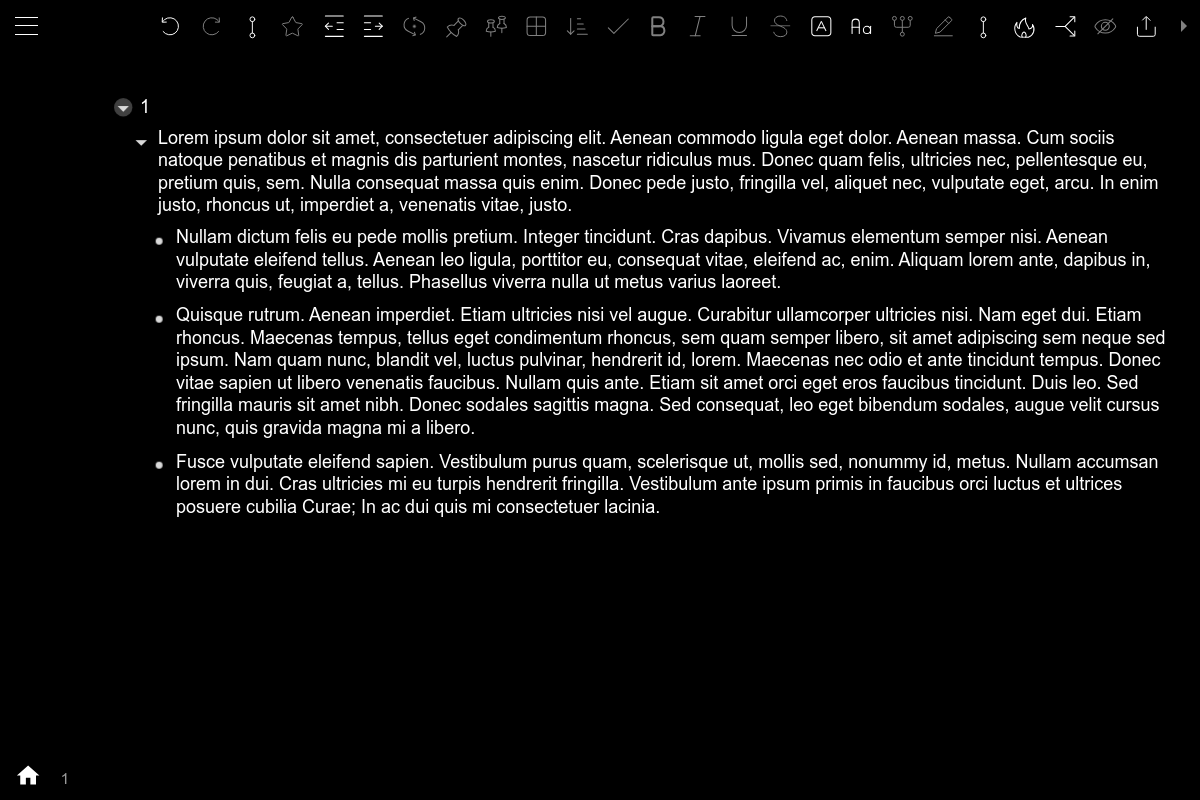 B I U S A Aa
1
Lorem ipsum dolor sit amet, consectetuer adipiscing elit. Aenean commodo ligula eget dolor. Aenean massa. Cum sociis
natoque penatibus et magnis dis parturient montes, nascetur ridiculus mus. Donec quam felis, ultricies nec, pellentesque eu,
pretium quis, sem. Nulla consequat massa quis enim. Donec pede justo, fringilla vel, aliquet nec, vulputate eget, arcu. In enim
justo, rhoncus ut, imperdiet a, venenatis vitae, justo.
Nullam dictum felis eu pede mollis pretium. Integer tincidunt. Cras dapibus. Vivamus elementum semper nisi. Aenean
vulputate eleifend tellus. Aenean leo ligula, porttitor eu, consequat vitae, eleifend ac, enim. Aliquam lorem ante, dapibus in,
viverra quis, feugiat a, tellus. Phasellus viverra nulla ut metus varius laoreet.
Quisque rutrum. Aenean imperdiet. Etiam ultricies nisi vel augue. Curabitur ullamcorper ultricies nisi. Nam eget dui. Etiam
rhoncus. Maecenas tempus, tellus eget condimentum rhoncus, sem quam semper libero, sit amet adipiscing sem neque sed
ipsum. Nam quam nunc, blandit vel, luctus pulvinar, hendrerit id, lorem. Maecenas nec odio et ante tincidunt tempus. Donec
vitae sapien ut libero venenatis faucibus. Nullam quis ante. Etiam sit amet orci eget eros faucibus tincidunt. Duis leo. Sed
fringilla mauris sit amet nibh. Donec sodales sagittis magna. Sed consequat, leo eget bibendum sodales, augue velit cursus
nunc, quis gravida magna mi a libero.
Fusce vulputate eleifend sapien. Vestibulum purus quam, scelerisque ut, mollis sed, nonummy id, metus. Nullam accumsan
lorem in dui. Cras ultricies mi eu turpis hendrerit fringilla. Vestibulum ante ipsum primis in faucibus orci luctus et ultrices
posuere cubilia Curae; In ac dui quis mi consectetuer lacinia.
1